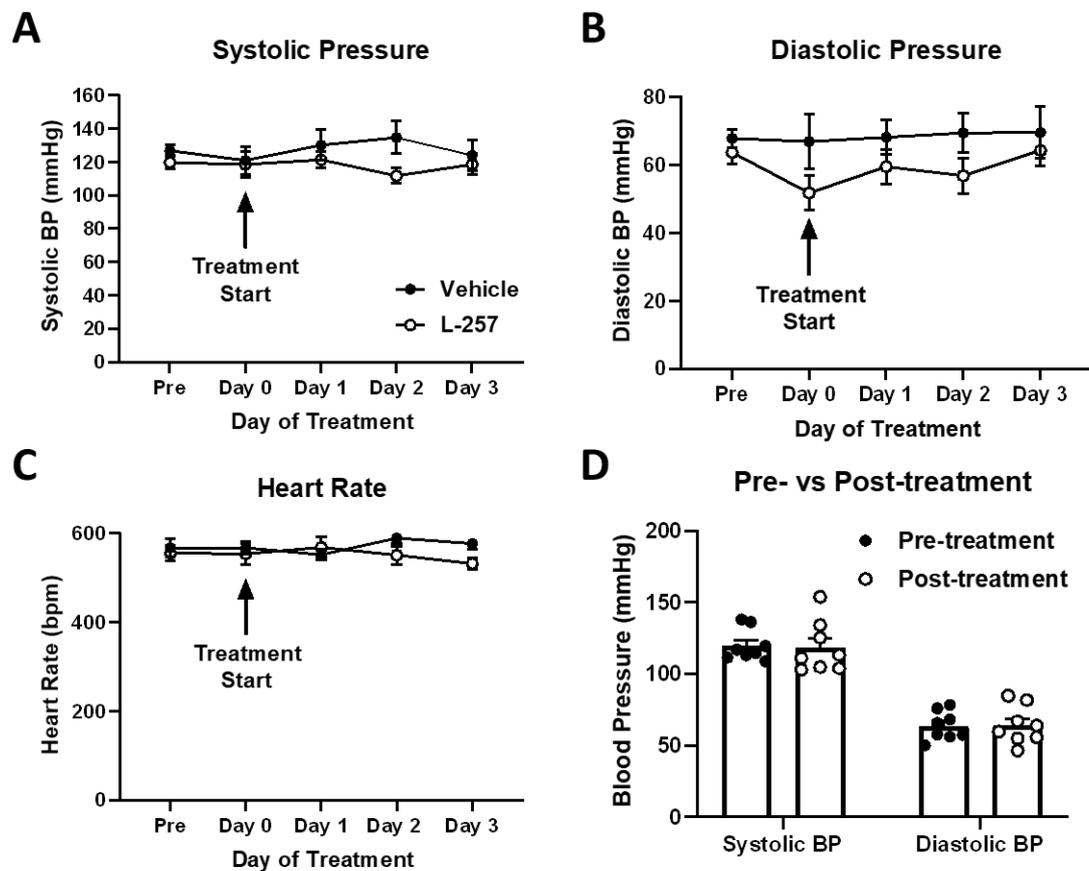 A
Systolic Pressure
Systolic BP (mmHg)
160
140
120
100
80
60
40
20
0
Treatment
Start
Vehicle
L-257
Pre Day 0 Day 1 Day 2 Day 3
Day of Treatment
B
Diastolic Pressure
Diastolic BP (mmHg)
80
60
40
20
0
Treatment
Start
Pre Day 0 Day 1 Day 2 Day 3
Day of Treatment
C
Heart Rate
Heart Rate (bpm)
600
400
200
0
Treatment
Start
Pre Day 0 Day 1 Day 2 Day 3
Day of Treatment
D
Pre- vs Post-treatment
Blood Pressure (mmHg)
200
150
100
50
0
Pre-treatment
Post-treatment
Systolic BP Diastolic BP